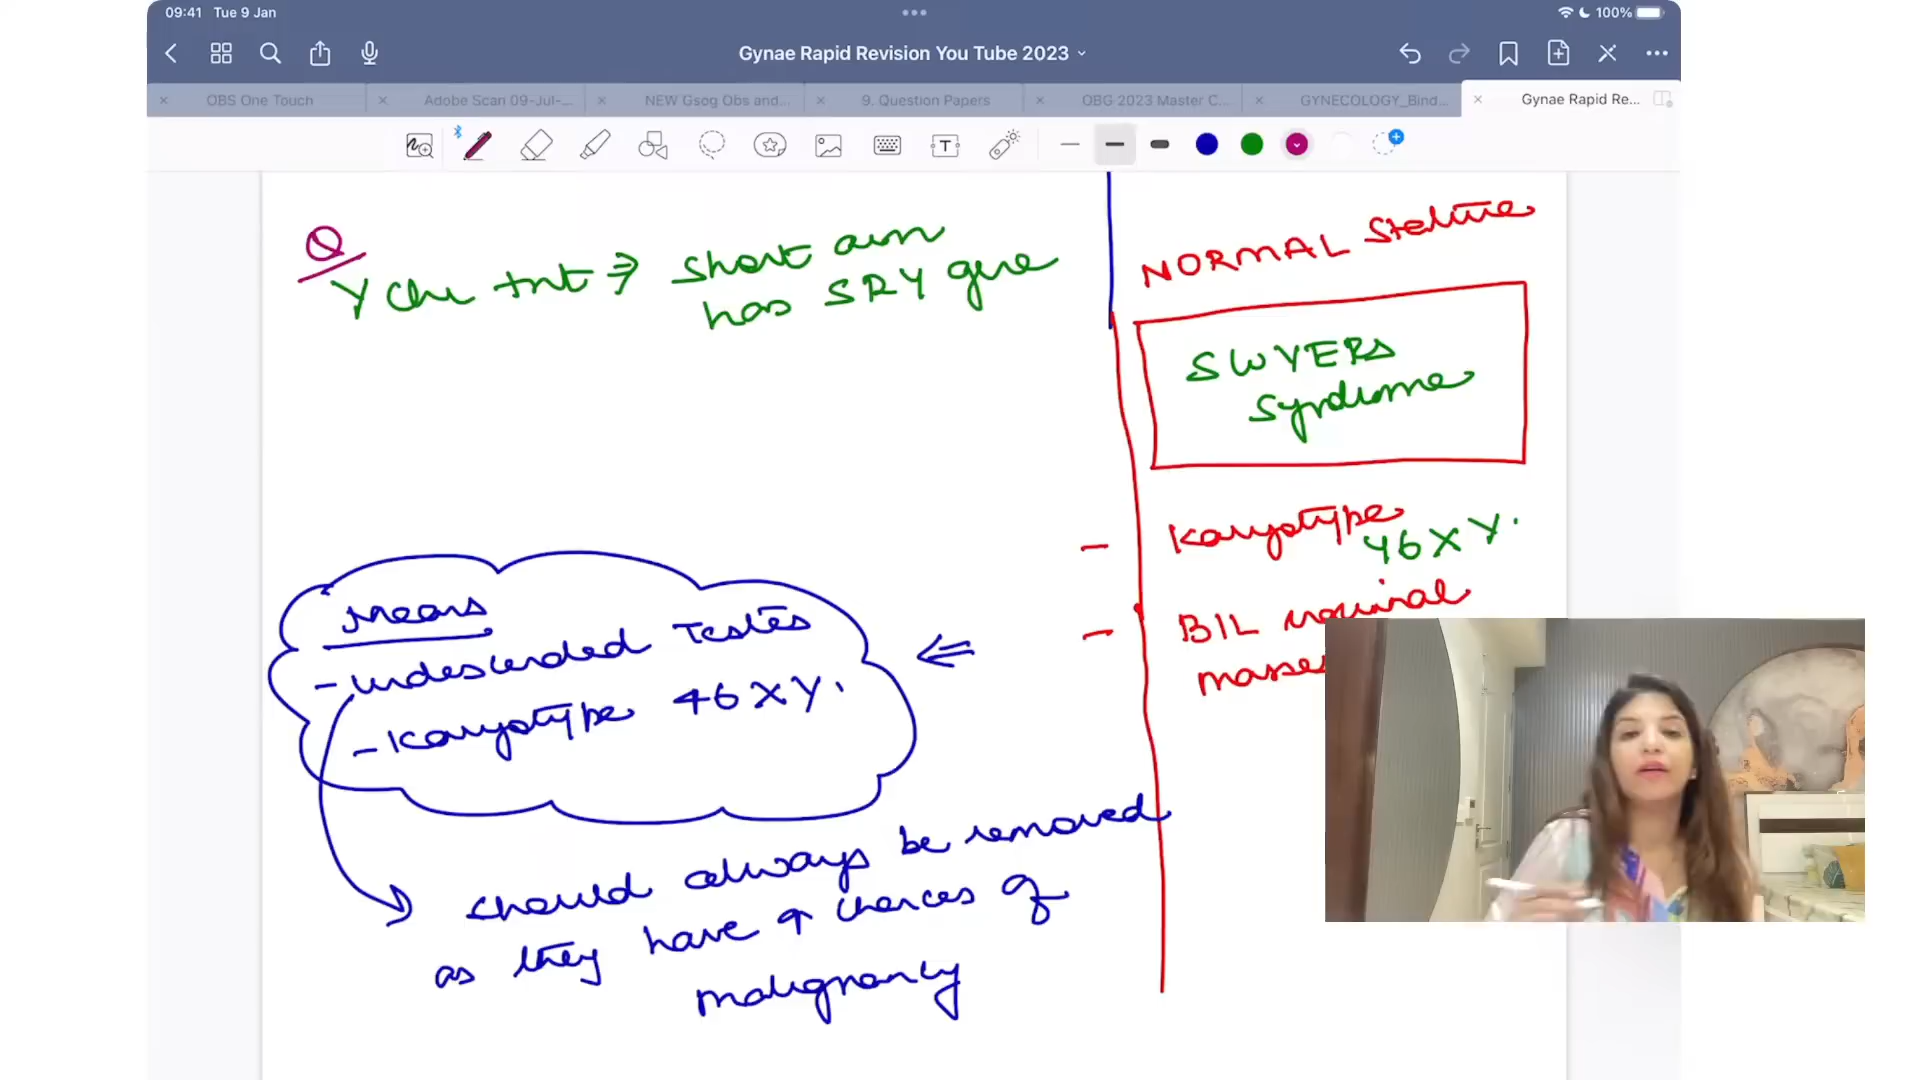 09:41 Tue 9 Jan
100%
Gynae Rapid Revision You Tube 2023
OBS One Touch
Adobe Scan 09-Jul-...
NEW Gsog Obs and...
9. Question Papers
OBG 2023 Master C...
GYNECOLOGY_Bind...
Gynae Rapid Re...
Q
Y Chr
short arm
has SRY gene
Means
- undescended Testes
- Karyotype 46XY.
should always be removed
as they have ↑ chances of
malignancy
NORMAL Stature
SWYERS
Syndrome
- Karyotype
46XY.
- BIL inguinal
masse